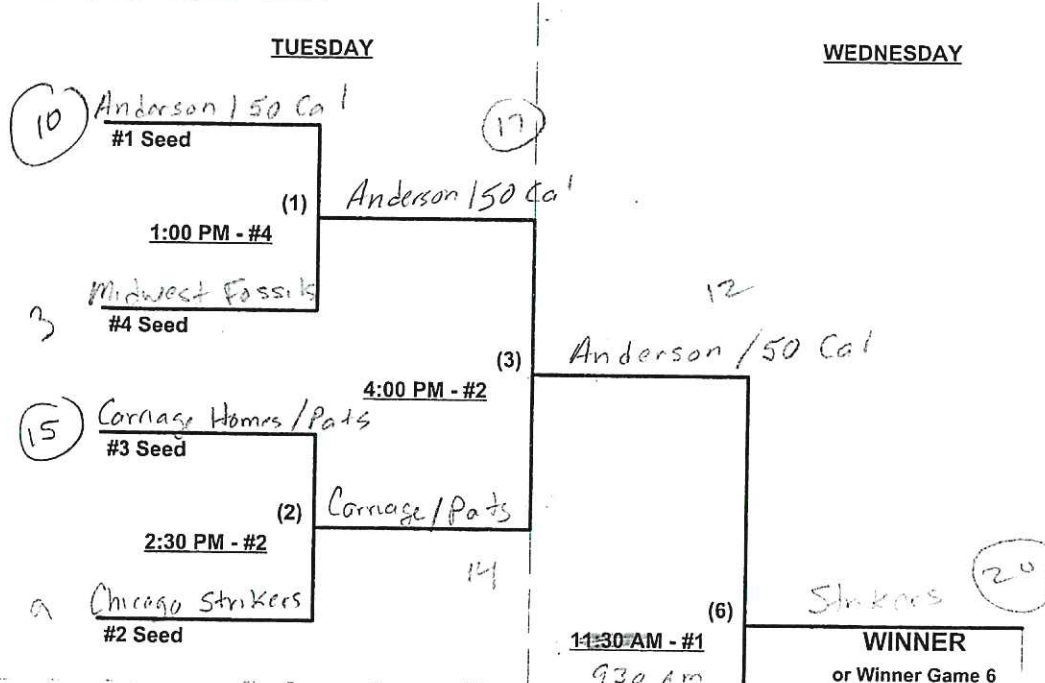 TUESDAY
WEDNESDAY
10
Anderson / 50 Cal
#1 Seed
17
(1)
Anderson / 50 Cal
1:00 PM - #4
Midwest Fossils
3
#4 Seed
12
(3)
Anderson / 50 Cal
4:00 PM - #2
15
Carriage Homes / Pats
#3 Seed
(2)
Carriage / Pats
2:30 PM - #2
14
Chicago Strikers
#2 Seed
Strikers
20
(6)
11:30 AM - #1
WINNER
930 AM
or Winner Game 6